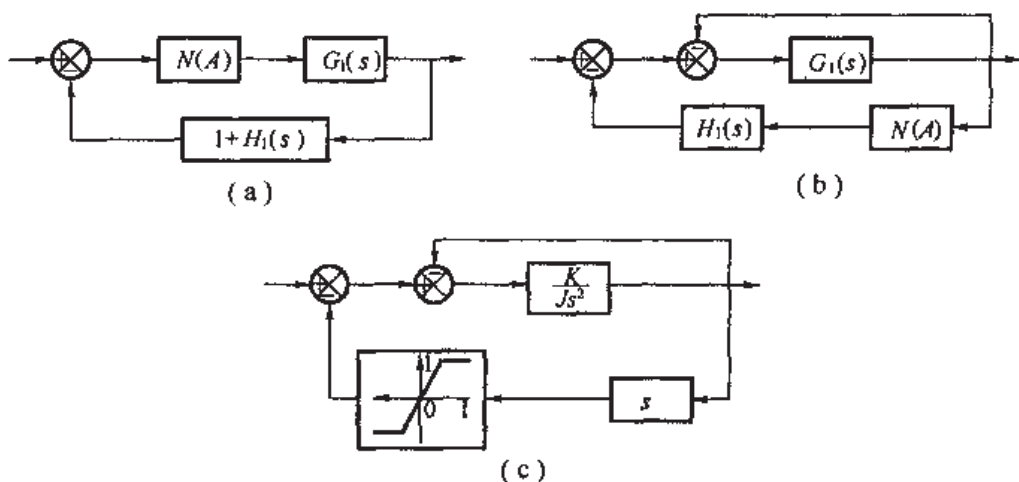 N(A)
G₁(s)
1+H₁(s)
(a)
G₁(s)
H₁(s)
N(A)
(b)
K
Js²
1
0
1
s
(c)